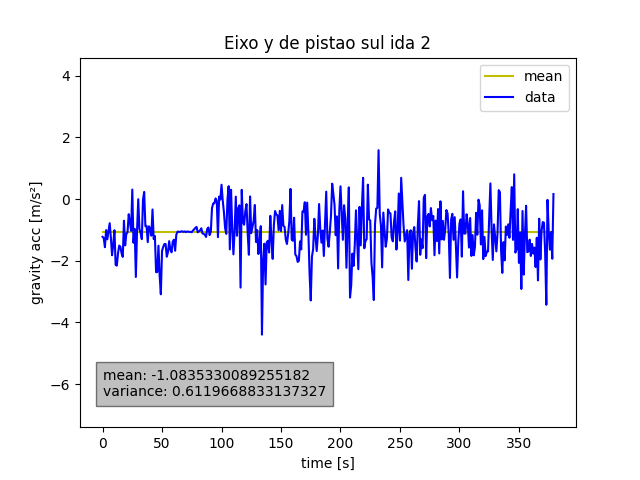 Eixo y de pistao sul ida 2
mean
data
gravity acc [m/s²]
4
2
0
−2
−4
−6
mean: -1.0835330089255182
variance: 0.6119668833137327
0 50 100 150 200 250 300 350
time [s]